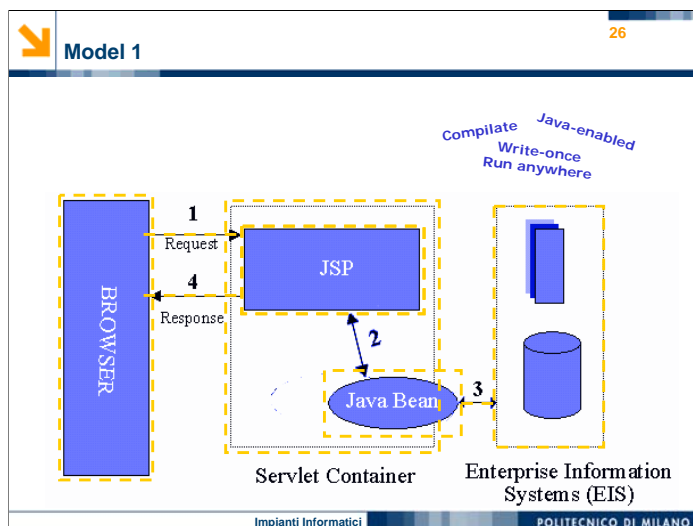 26
Model 1
Compilate
Java-enabled
Write-once
Run anywhere
1
Request
4
Response
BROWSER
JSP
2
Java Bean
3
Servlet Container
Enterprise Information
Systems (EIS)
Impianti Informatici
POLITECNICO DI MILANO